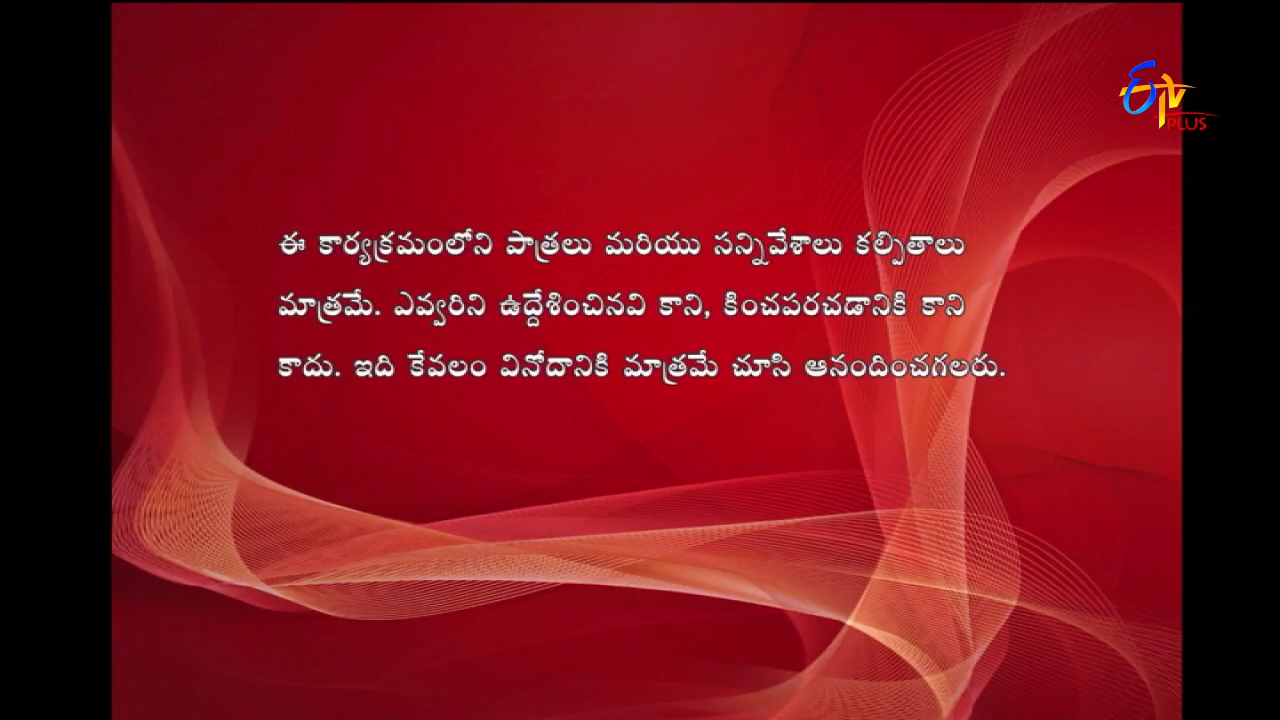 ఈ కార్యక్రమంలోని పాత్రలు మరియు సన్నివేశాలు కల్పితాలు
మాత్రమే. ఎవ్వరిని ఉద్దేశించినవి కాని, కించపరచడానికి కాని
కాదు. ఇది కేవలం వినోదానికి మాత్రమే చూసి ఆనందించగలరు.
ETV
PLUS